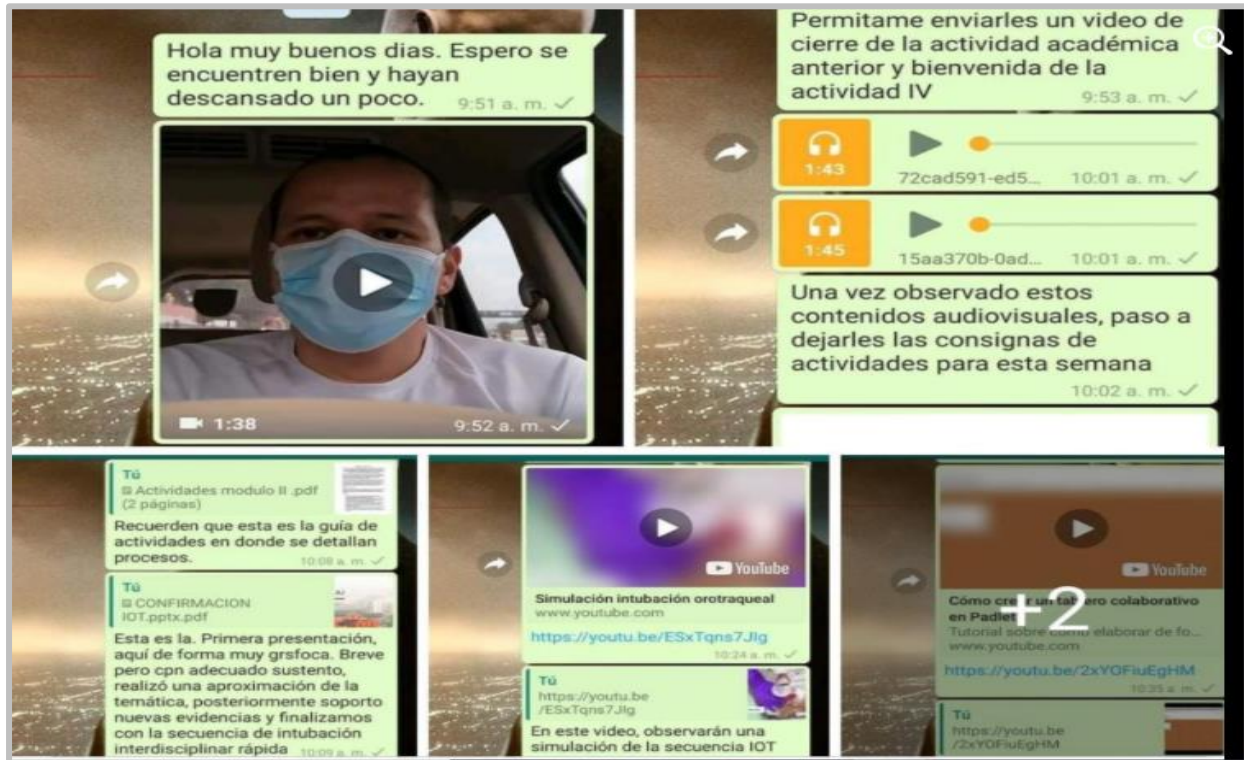 Hola muy buenos dias. Espero se
encuentren bien y hayan
descansado un poco. 9:51 a. m.
1:38 9:52 a. m.
Permitame enviarles un video de
cierre de la actividad académica
anterior y bienvenida de la
actividad IV 9:53 a. m.
1:43
72cad591-ed5... 10:01 a. m.
1:45
15aa370b-0ad... 10:01 a. m.
Una vez observado estos
contenidos audiovisuales, paso a
dejarles las consignas de
actividades para esta semana
10:02 a. m.
Tú
Actividades modulo II .pdf
(2 páginas)
Recuerden que esta es la guía de
actividades en donde se detallan
procesos. 10:08 a. m.
Tú
CONFIRMACION
IOT.pptx.pdf
Esta es la. Primera presentación,
aquí de forma muy grsfoca. Breve
pero cpn adecuado sustento,
realizó una aproximación de la
temática, posteriormente soporto
nuevas evidencias y finalizamos
con la secuencia de intubación
interdisciplinar rápida 10:09 a. m.
YouTube
Simulación intubación orotraqueal
www.youtube.com
https://youtu.be/ESxTqns7JIg
10:24 a. m.
Tú
https://youtu.be
/ESxTqns7JIg
En este video, observarán una
simulación de la secuencia IOT
YouTube
+2
Cómo crear un tablero colaborativo
en Padlet
Tutorial sobre como elaborar de fo...
www.youtube.com
https://youtu.be/2xYOFiuEgHM
10:35 a. m.
Tú
https://youtu.be
/2xYOFiuEgHM